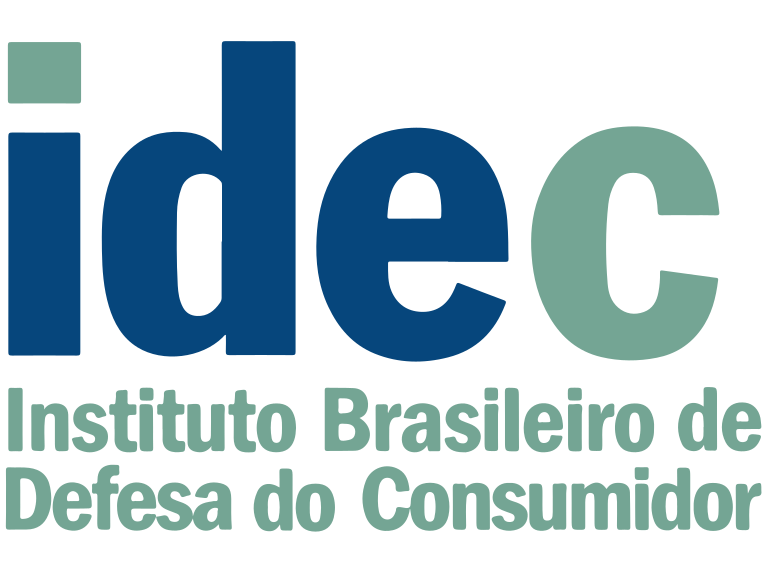 idec
Instituto Brasileiro de
Defesa do Consumidor